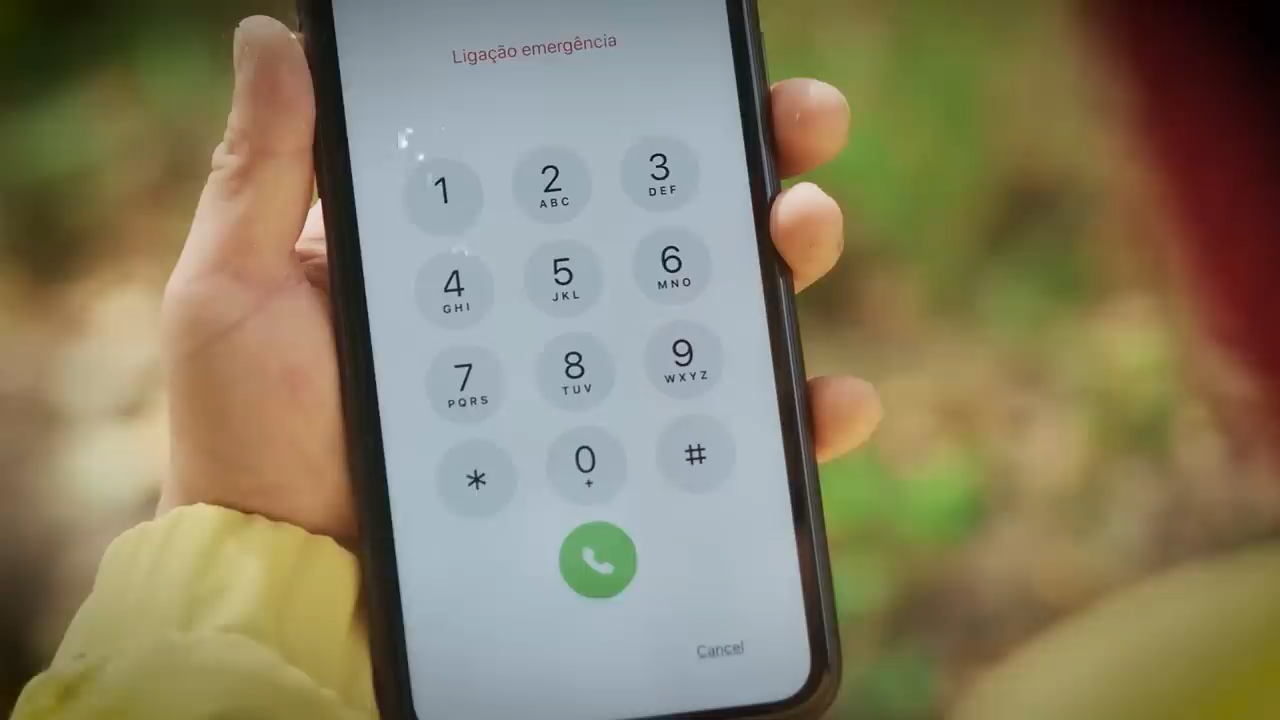 Ligação emergência
1 2 3
ABC DEF
4 5 6
GHI JKL MNO
7 8 9
PQRS TUV WXYZ
* 0 #
+
Cancel